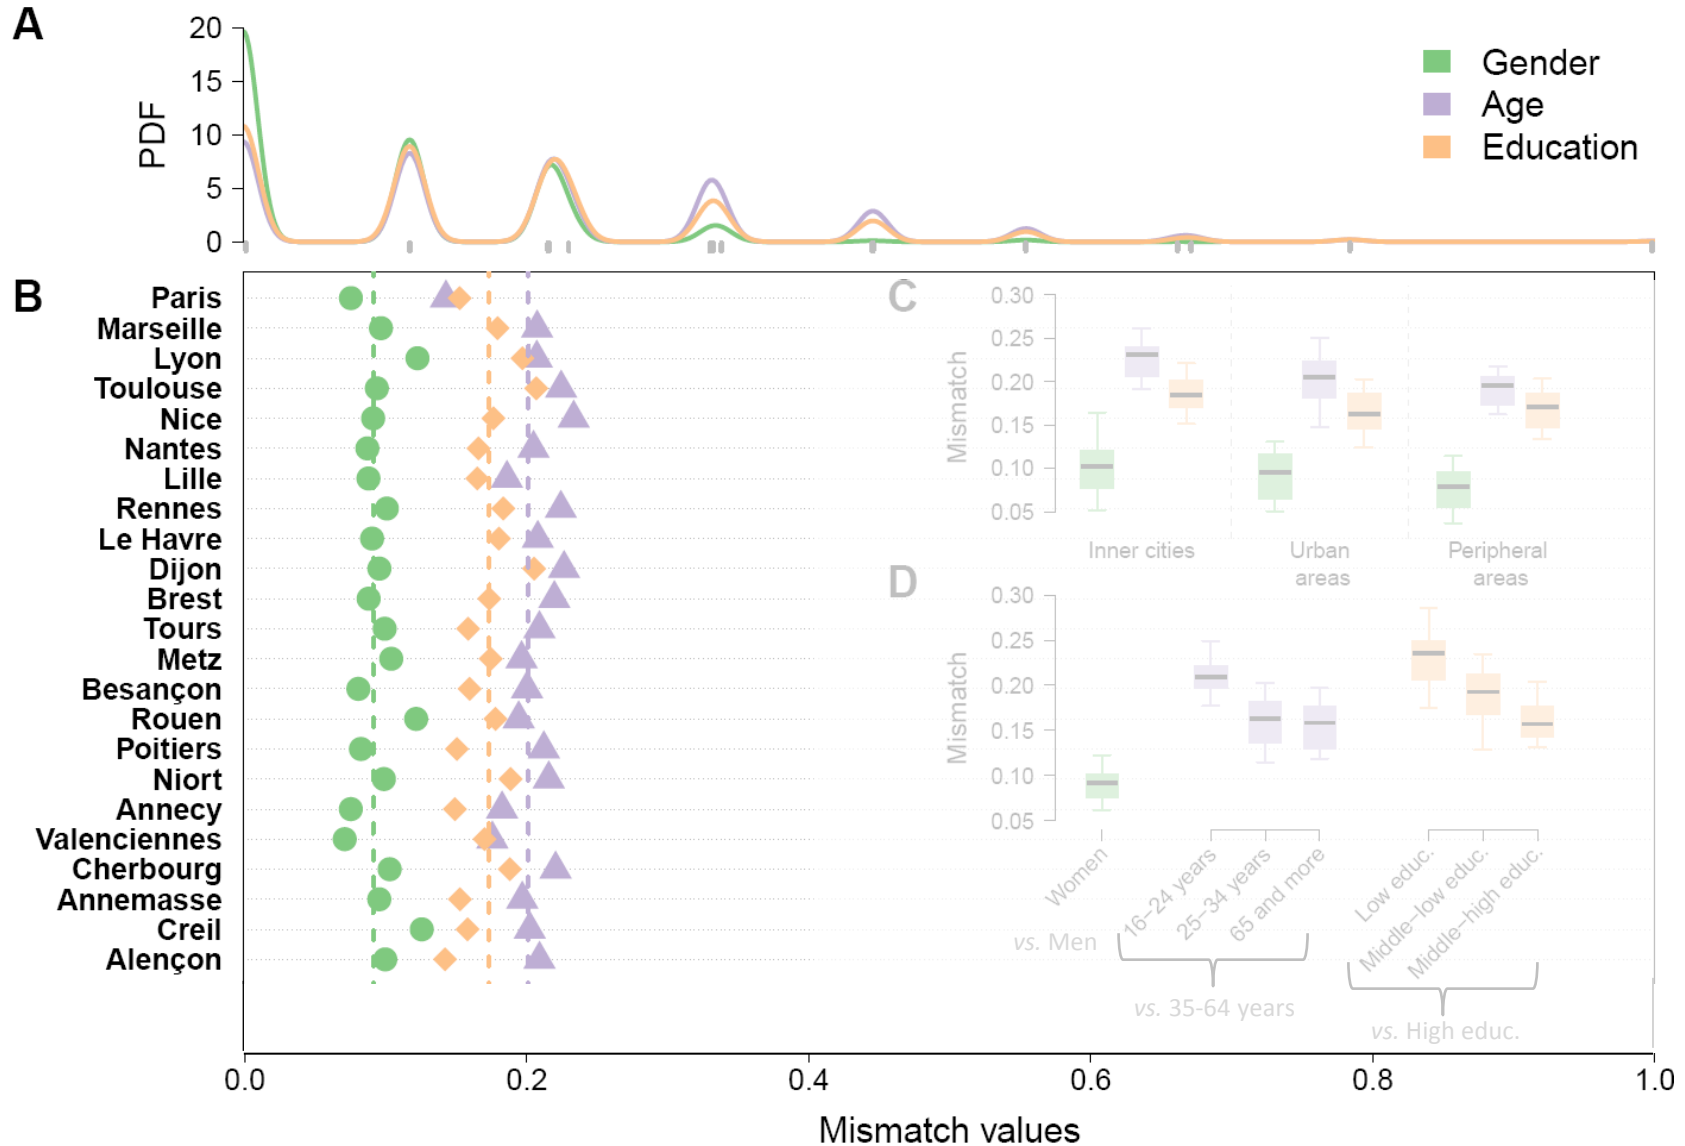 A
20
15
10
5
0
PDF
Gender
Age
Education
B
Paris
Marseille
Lyon
Toulouse
Nice
Nantes
Lille
Rennes
Le Havre
Dijon
Brest
Tours
Metz
Besançon
Rouen
Poitiers
Niort
Annecy
Valenciennes
Cherbourg
Annemasse
Creil
Alençon
C
0.30
0.25
0.20
0.15
0.10
0.05
Mismatch
Inner cities
Urban
areas
Peripheral
areas
D
0.30
0.25
0.20
0.15
0.10
0.05
Mismatch
Women
16–24 years
25–34 years
65 and more
Low educ.
Middle–low educ.
Middle–high educ.
vs. Men
vs. 35-64 years
vs. High educ.
0.0
0.2
0.4
0.6
0.8
1.0
Mismatch values